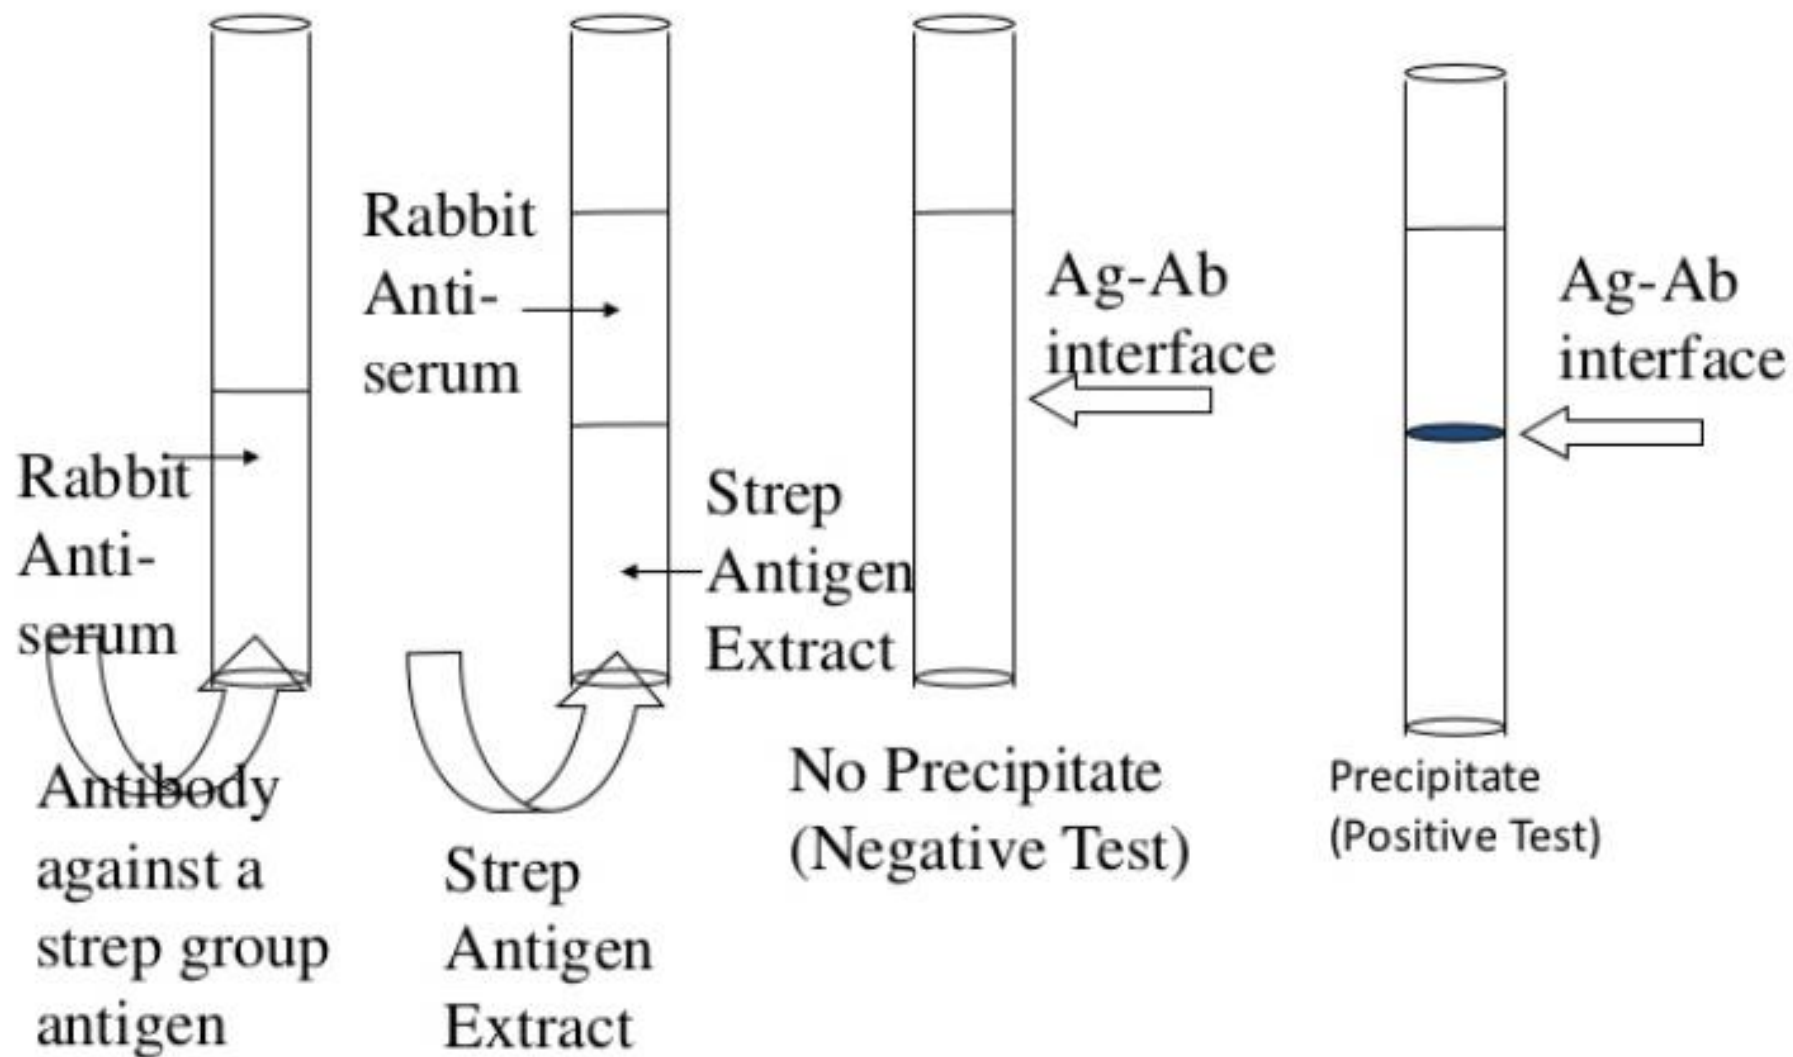 Rabbit
Anti-
serum
Antibody
against a
strep group
antigen
Rabbit
Anti-
serum
Strep
Antigen
Extract
Strep
Antigen
Extract
Ag-Ab
interface
No Precipitate
(Negative Test)
Ag-Ab
interface
Precipitate
(Positive Test)